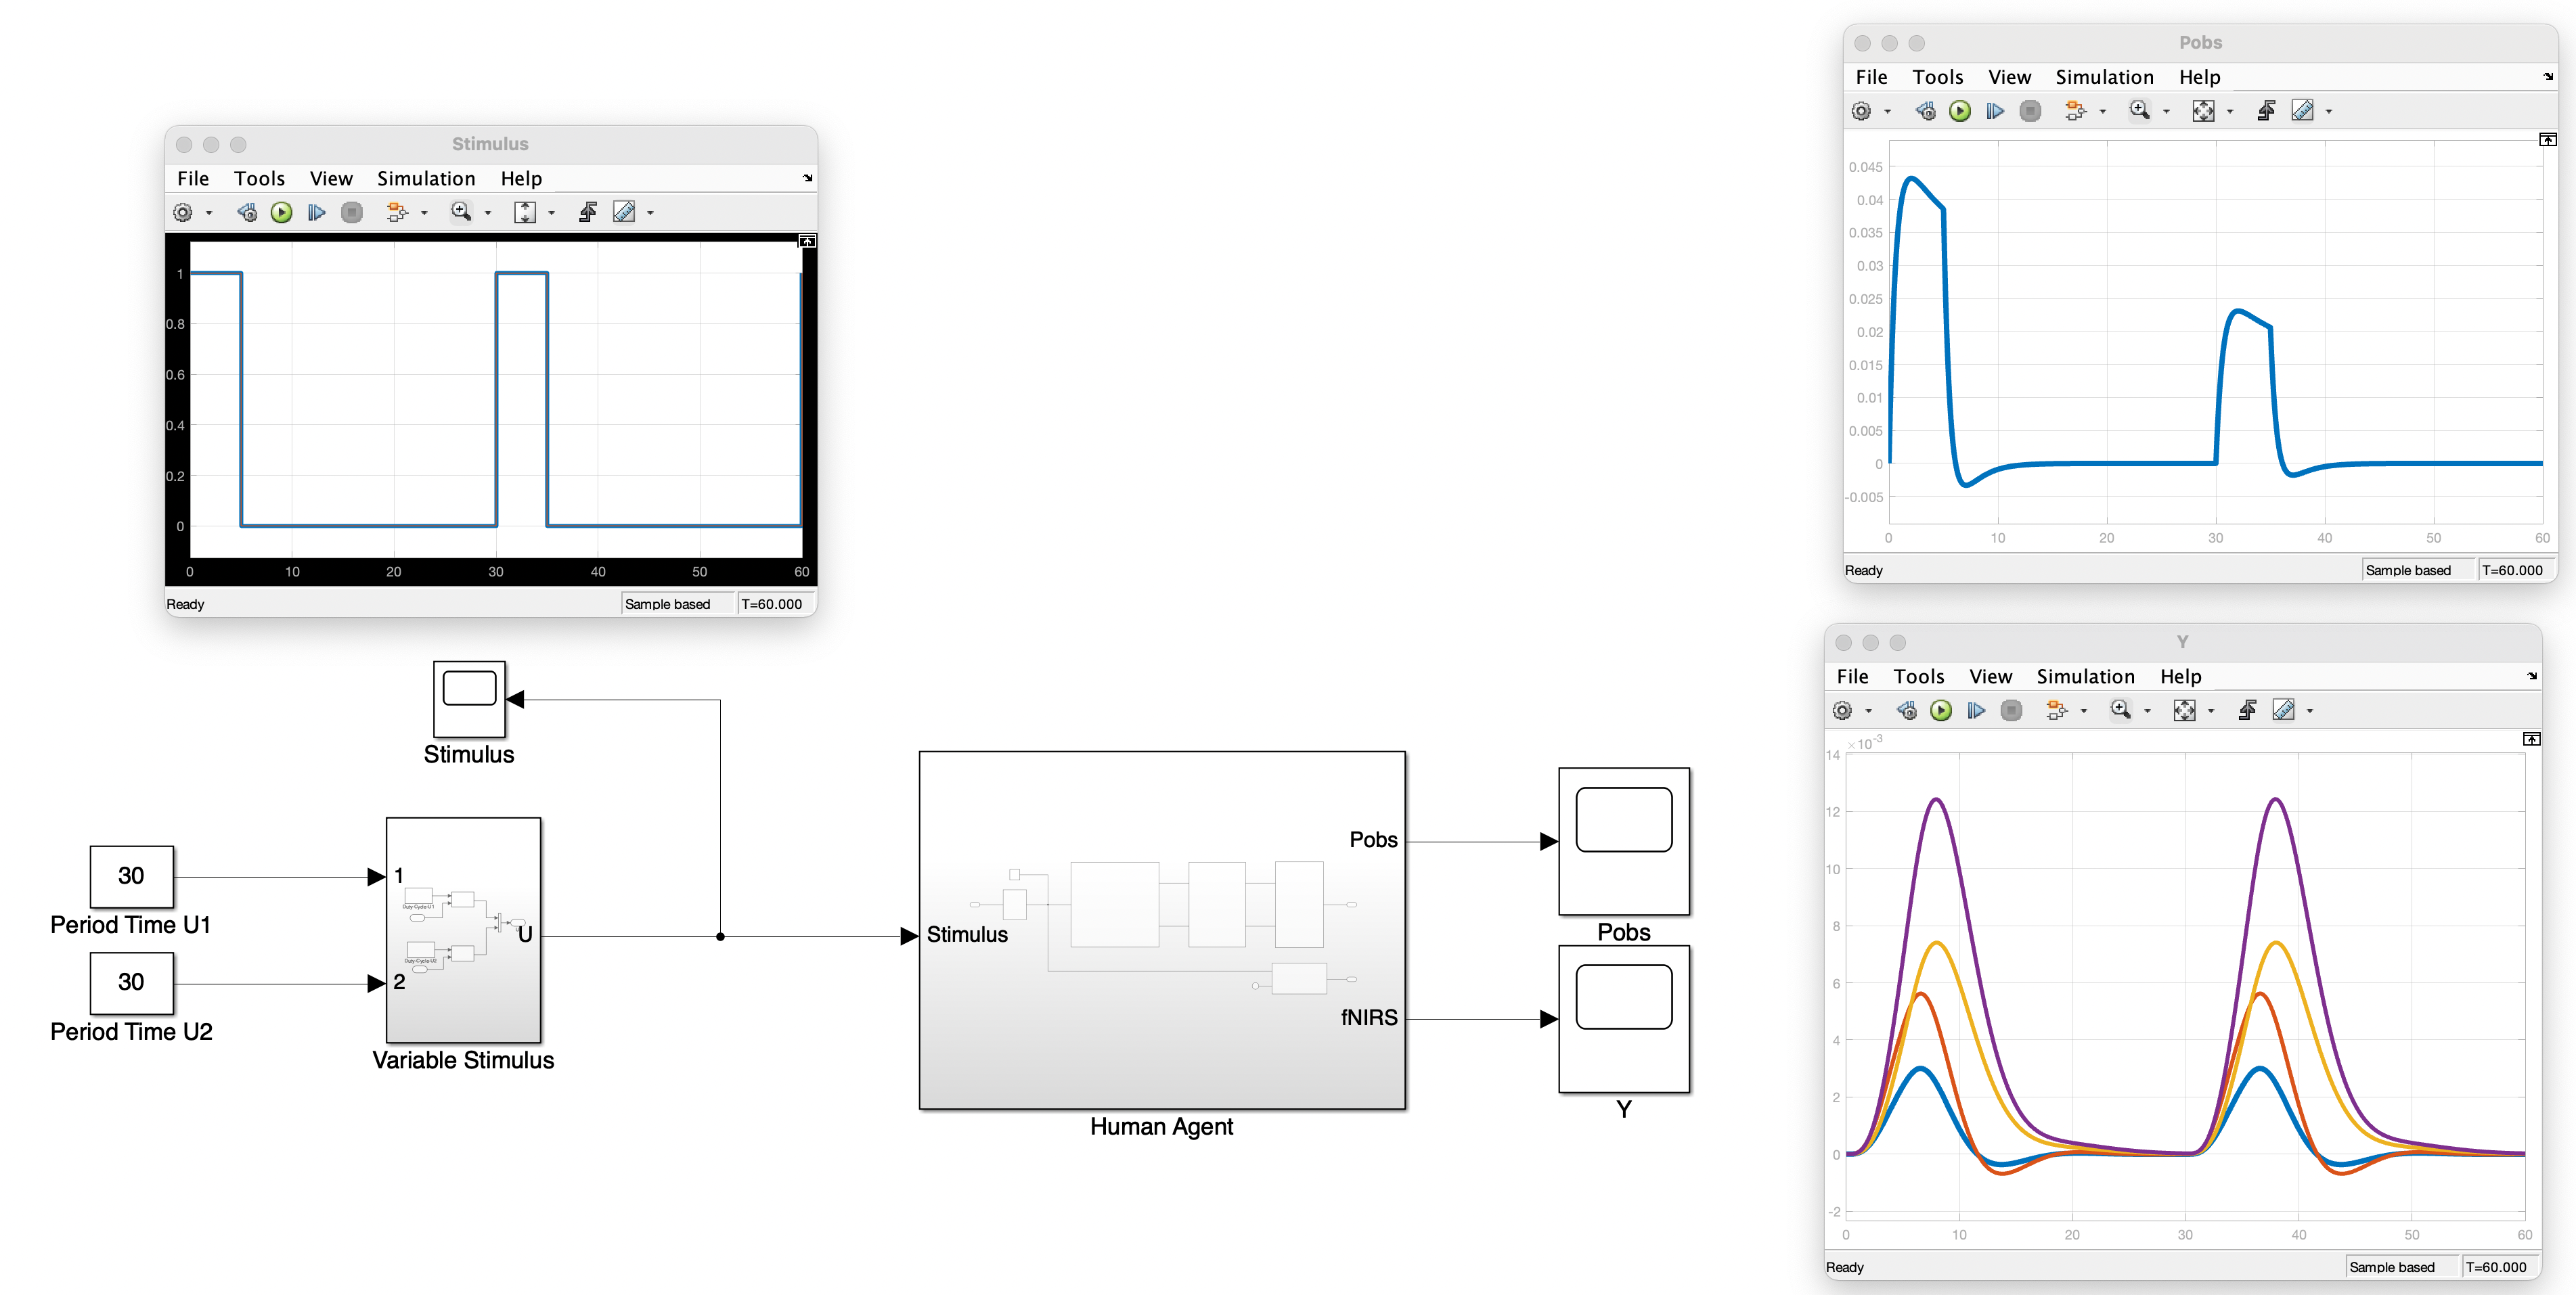 Stimulus
File Tools View Simulation Help
1
0.8
0.6
0.4
0.2
0
0 10 20 30 40 50 60
Ready Sample based T=60.000
Pobs
File Tools View Simulation Help
0.045
0.04
0.035
0.03
0.025
0.02
0.015
0.01
0.005
0
-0.005
0 10 20 30 40 50 60
Ready Sample based T=60.000
Y
File Tools View Simulation Help
×10-3
14
12
10
8
6
4
2
0
-2
0 10 20 30 40 50 60
Ready Sample based T=60.000
Stimulus
30
Period Time U1
30
Period Time U2
1
Duty-Cycle-U1
U
Duty-Cycle-U2
2
Variable Stimulus
Stimulus
Pobs
fNIRS
Human Agent
Pobs
Y